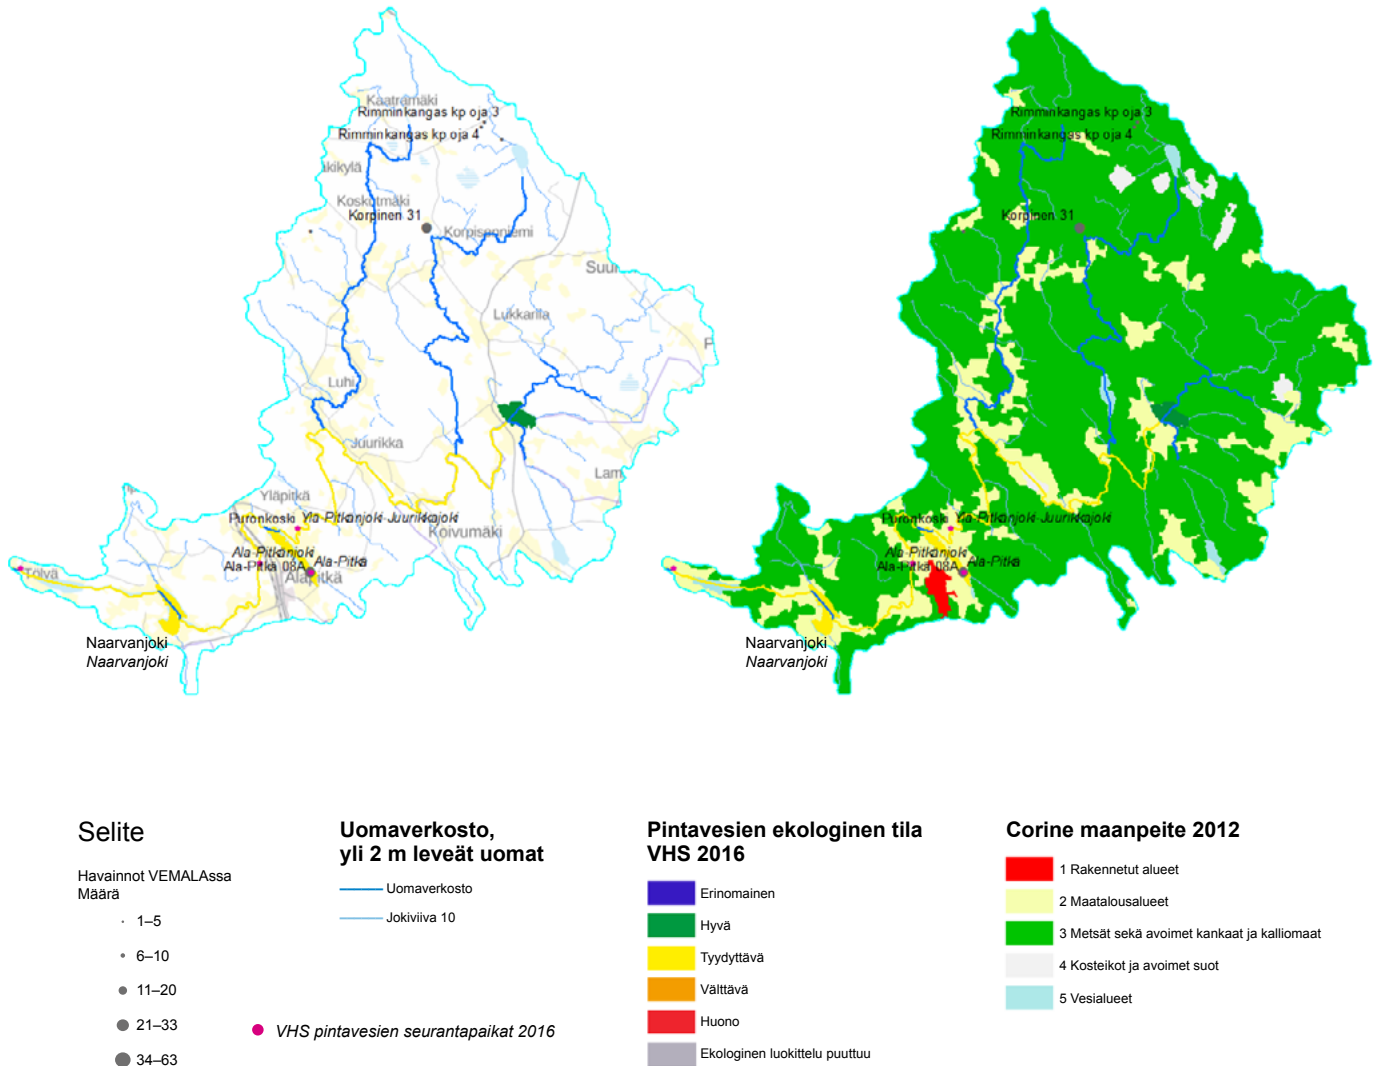 Kaatramäki
Rimminkangas kp oja 3
Rimminkangas kp oja 4
äkikylä
Koskutmäki
Korpinen 31
Korpisenniemi
Suur
Lukkarila
Luhi
Juurikka
Lam
Yläpitkä
Puronkoski Ylä-Pitkänjoki-Juurikkajoki
Koivumäki
Ala-Pitkänjoki
Ala-Pitkä 08A Ala-Pitkä
Alapitkä
Tölvä
Naarvanjoki
Naarvanjoki
Rimminkangas kp oja 3
Rimminkangas kp oja 4
Korpinen 31
Puronkoski Ylä-Pitkänjoki-Juurikkajoki
Ala-Pitkänjoki
Ala-Pitkä 08A Ala-Pitkä
Naarvanjoki
Naarvanjoki
Selite
Havainnot VEMALAssa
Määrä
1–5
6–10
11–20
21–33
34–63
VHS pintavesien seurantapaikat 2016
Uomaverkosto,
yli 2 m leveät uomat
Uomaverkosto
Jokiviiva 10
Pintavesien ekologinen tila
VHS 2016
Erinomainen
Hyvä
Tyydyttävä
Välttävä
Huono
Ekologinen luokittelu puuttuu
Corine maanpeite 2012
1 Rakennetut alueet
2 Maatalousalueet
3 Metsät sekä avoimet kankaat ja kalliomaat
4 Kosteikot ja avoimet suot
5 Vesialueet